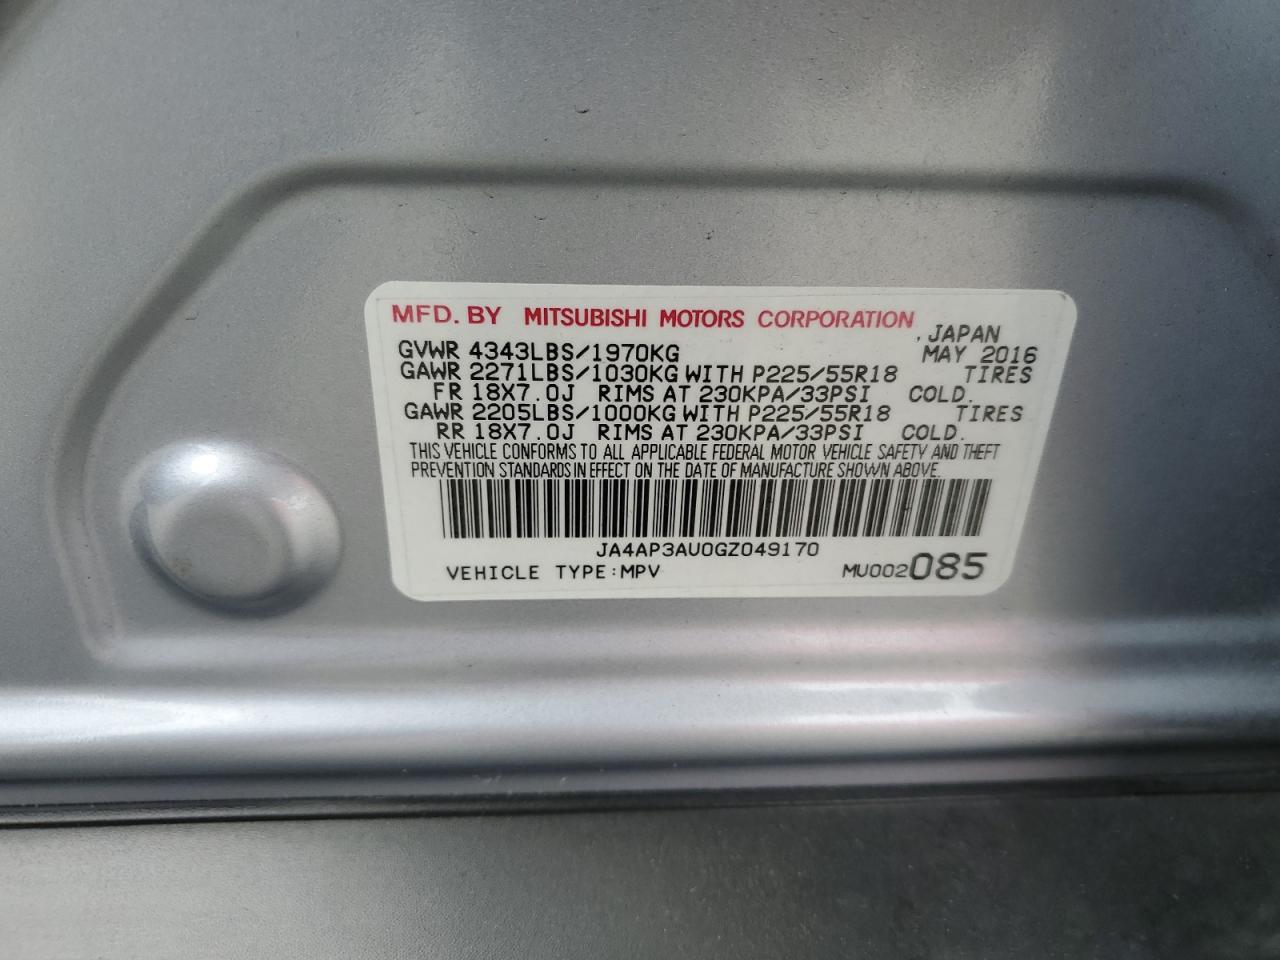 MFD. BY MITSUBISHI MOTORS CORPORATION
JAPAN
GVWR 4343LBS/1970KG MAY 2016
GAWR 2271LBS/1030KG WITH P225/55R18 TIRES
FR 18X7.0J RIMS AT 230KPA/33PSI COLD.
GAWR 2205LBS/1000KG WITH P225/55R18 TIRES
RR 18X7.0J RIMS AT 230KPA/33PSI COLD.
THIS VEHICLE CONFORMS TO ALL APPLICABLE FEDERAL MOTOR VEHICLE SAFETY AND THEFT
PREVENTION STANDARDS IN EFFECT ON THE DATE OF MANUFACTURE SHOWN ABOVE.
JA4AP3AU0GZ049170
VEHICLE TYPE:MPV MU002085